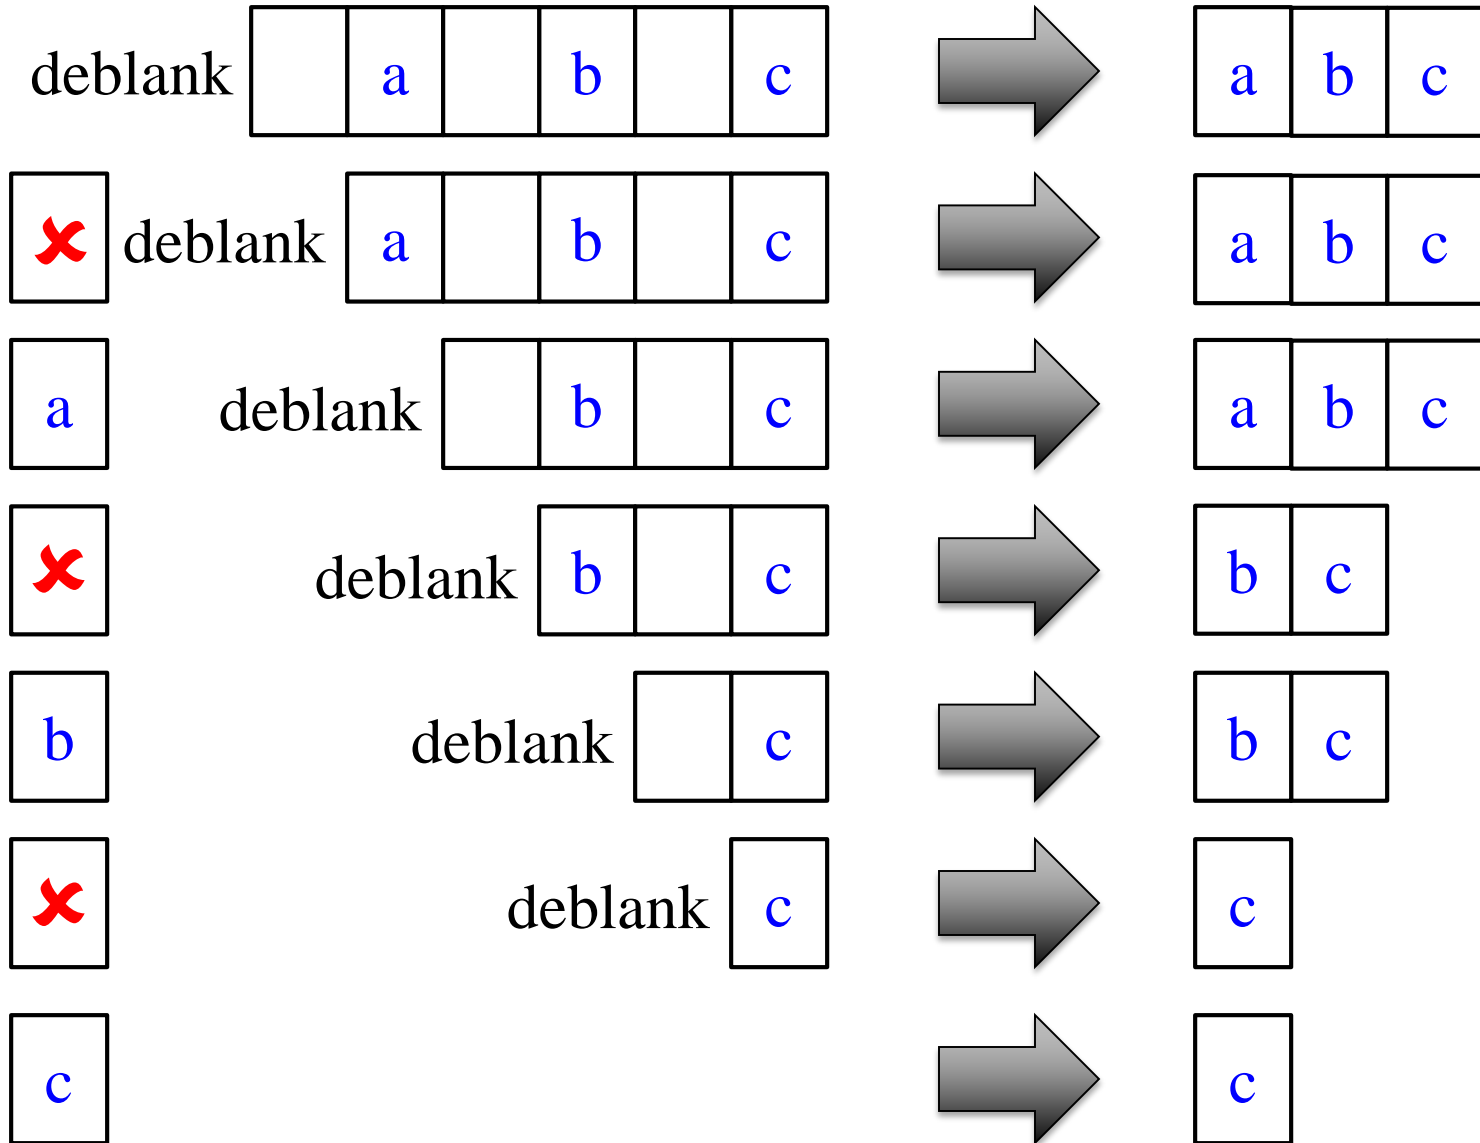 deblank a b c a b c
✘ deblank a b c a b c
a deblank b c a b c
✘ deblank b c b c
b deblank c b c
✘ deblank c c
c c